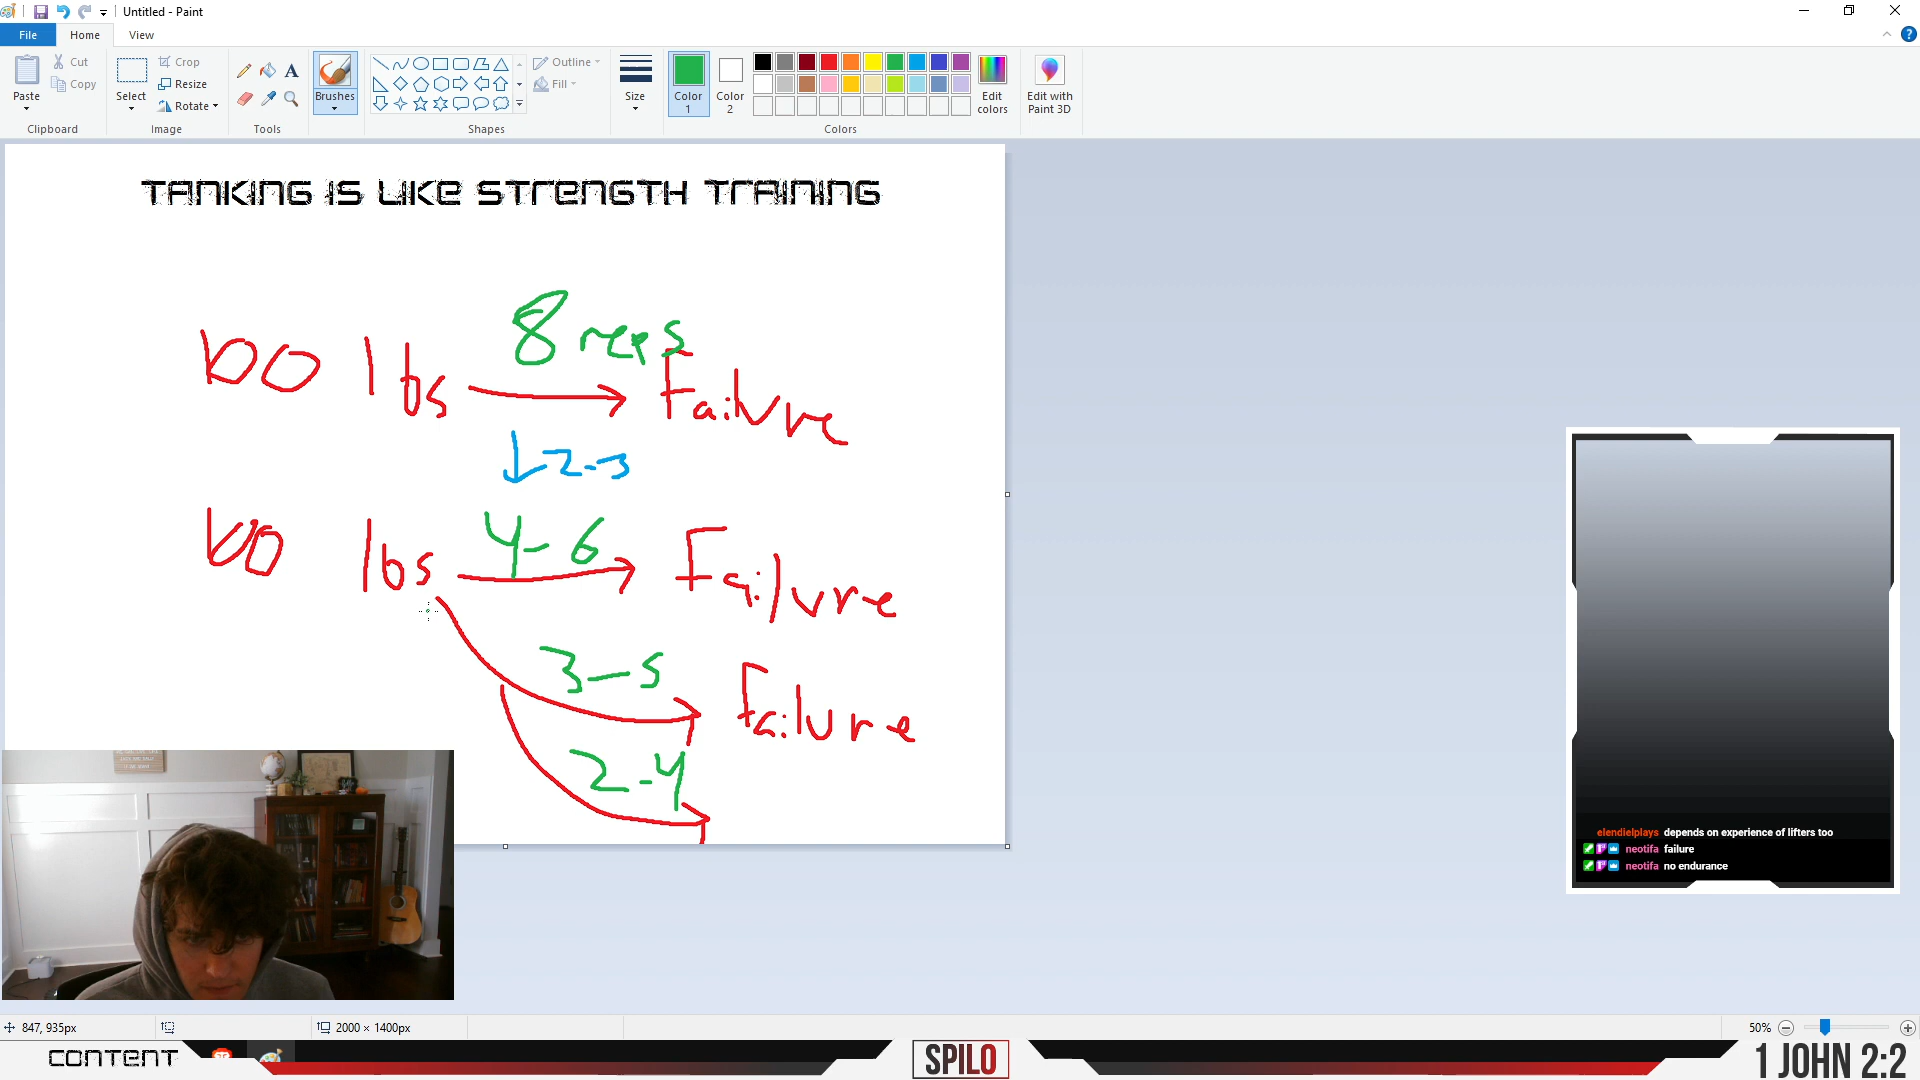 Untitled - Paint
File Home View
Paste Cut Copy Clipboard
Select Crop Resize Rotate Image
Tools
Brushes
Shapes Outline Fill
Size
Color 1 Color 2
Edit colors
Colors
Edit with Paint 3D
TANKING IS LIKE STRENGTH TRAINING
8 reps
100 lbs Failure
2-3
100 lbs 4-6 Failure
3-5 Failure
2-4
elendielplays depends on experience of lifters too
neotifa failure
neotifa no endurance
847, 935px 2000 × 1400px 50%
CONTENT SPILO 1 JOHN 2:2